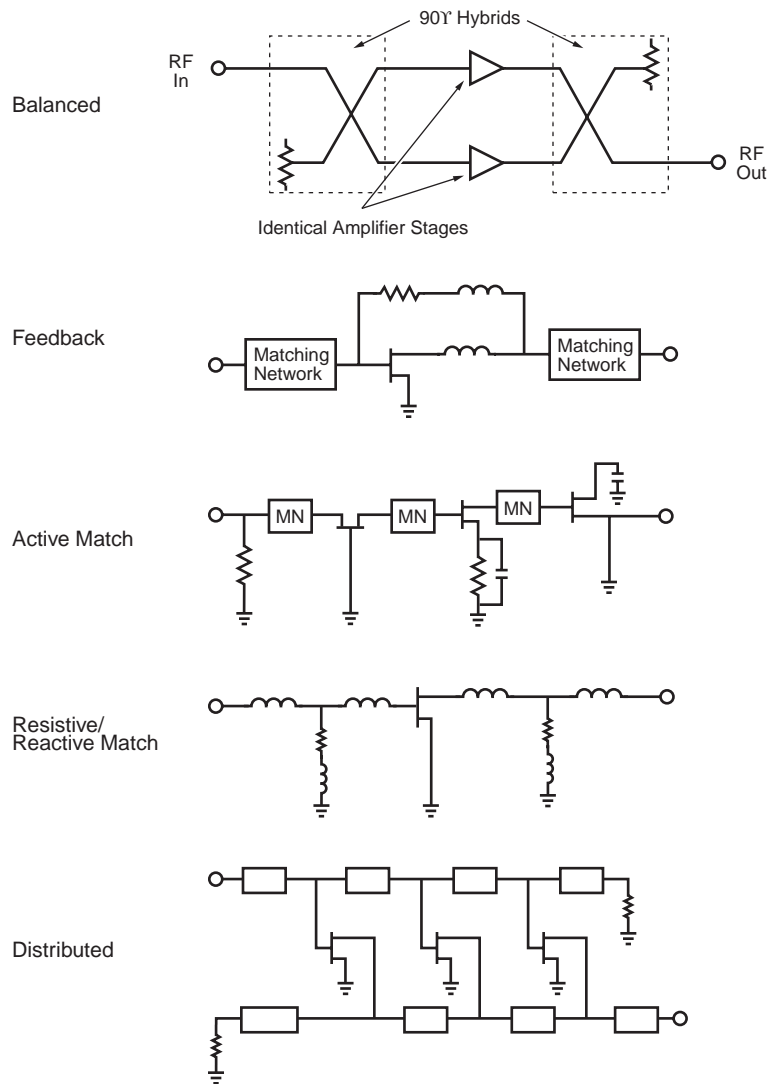 90ϒ Hybrids
RF
In
Balanced
RF
Out
Identical Amplifier Stages
Feedback
Matching
Network
Matching
Network
Active Match
MN
MN
MN
Resistive/
Reactive Match
Distributed